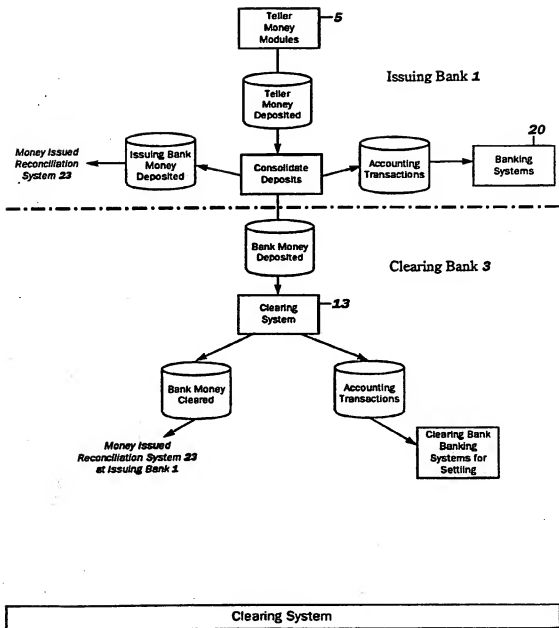 Teller
Money
Modules
5
Issuing Bank 1
Teller
Money
Deposited
20
Money Issued
Reconciliation
System 23
Issuing Bank
Money
Deposited
Consolidate
Deposits
Accounting
Transactions
Banking
Systems
Bank Money
Deposited
Clearing Bank 3
13
Clearing
System
Bank Money
Cleared
Accounting
Transactions
Money Issued
Reconciliation System 23
at Issuing Bank 1
Clearing Bank
Banking
Systems for
Settling
Clearing System